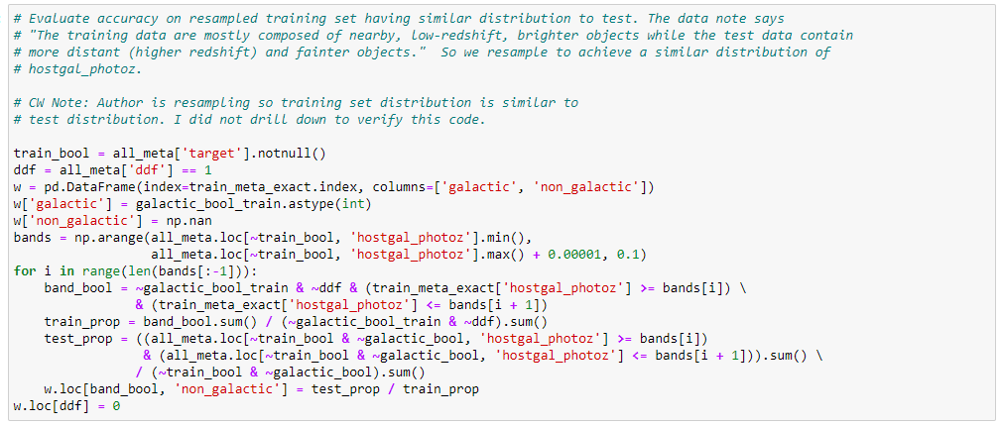 # Evaluate accuracy on resampled training set having similar distribution to test. The data note says
# "The training data are mostly composed of nearby, low-redshift, brighter objects while the test data contain
# more distant (higher redshift) and fainter objects."  So we resample to achieve a similar distribution of
# hostgal_photoz.

# CW Note: Author is resampling so training set distribution is similar to
# test distribution. I did not drill down to verify this code.

train_bool = all_meta['target'].notnull()
ddf = all_meta['ddf'] == 1
w = pd.DataFrame(index=train_meta_exact.index, columns=['galactic', 'non_galactic'])
w['galactic'] = galactic_bool_train.astype(int)
w['non_galactic'] = np.nan
bands = np.arange(all_meta.loc[~train_bool, 'hostgal_photoz'].min(),
                  all_meta.loc[~train_bool, 'hostgal_photoz'].max() + 0.00001, 0.1)
for i in range(len(bands[:-1])):
    band_bool = ~galactic_bool_train & ~ddf & (train_meta_exact['hostgal_photoz'] >= bands[i]) \
                & (train_meta_exact['hostgal_photoz'] <= bands[i + 1])
    train_prop = band_bool.sum() / (~galactic_bool_train & ~ddf).sum()
    test_prop = ((all_meta.loc[~train_bool & ~galactic_bool, 'hostgal_photoz'] >= bands[i])
                 & (all_meta.loc[~train_bool & ~galactic_bool, 'hostgal_photoz'] <= bands[i + 1])).sum() \
                / (~train_bool & ~galactic_bool).sum()
    w.loc[band_bool, 'non_galactic'] = test_prop / train_prop
w.loc[ddf] = 0